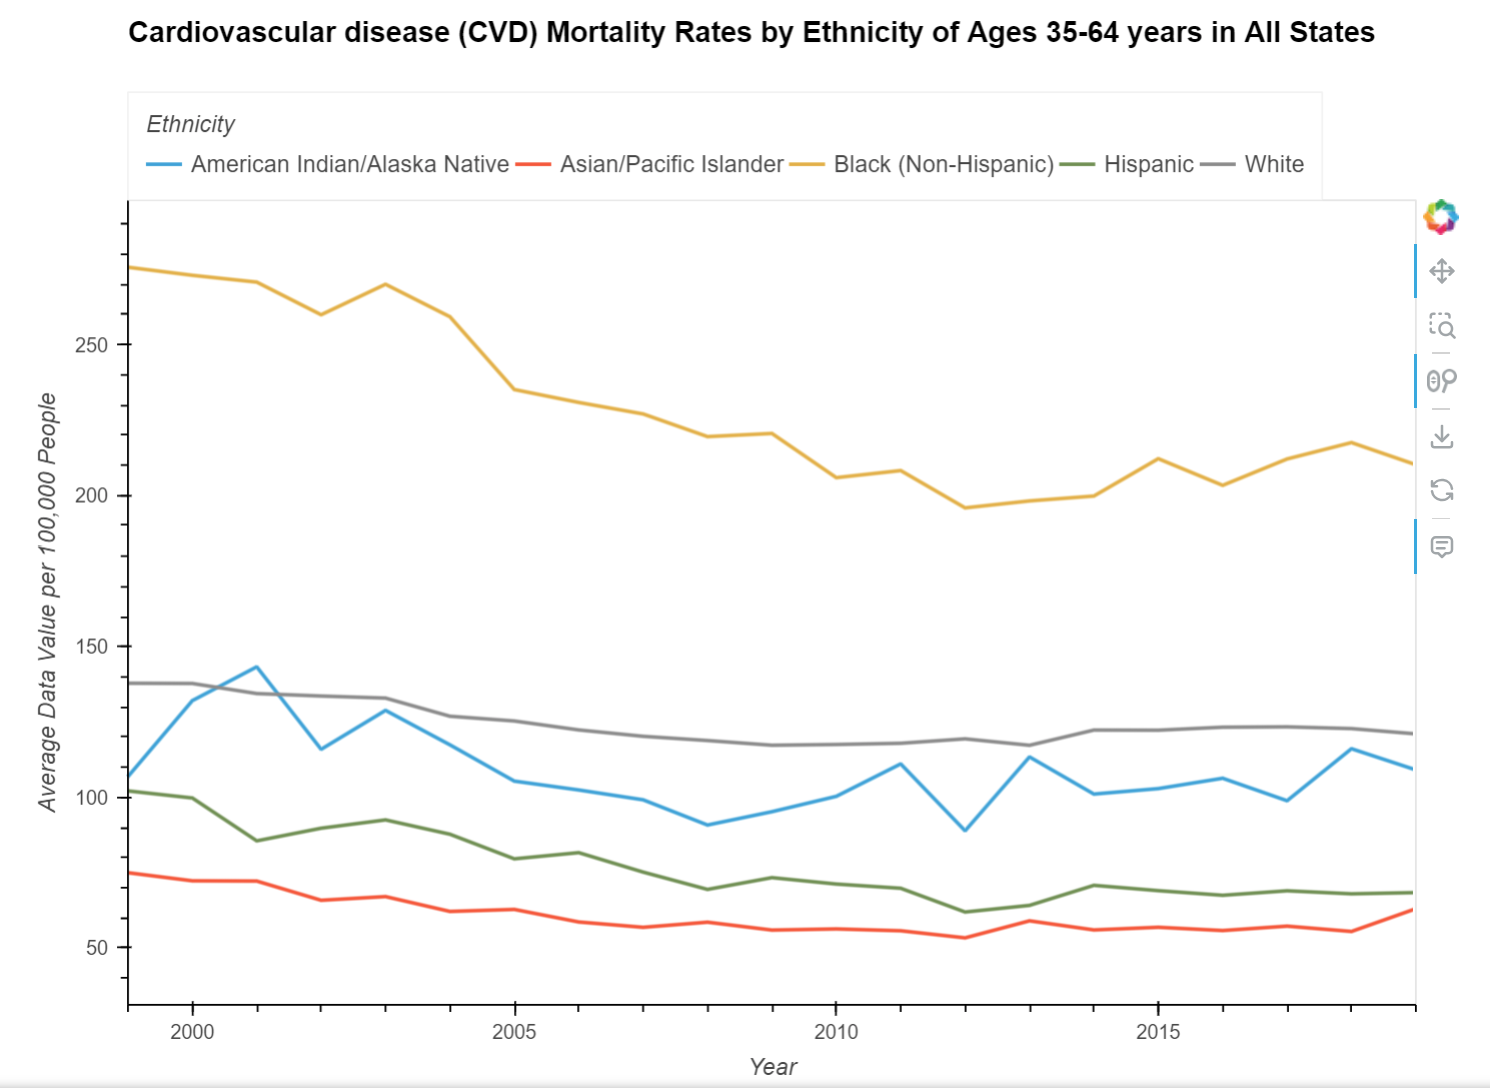 Cardiovascular disease (CVD) Mortality Rates by Ethnicity of Ages 35-64 years in All States
Ethnicity
American Indian/Alaska Native Asian/Pacific Islander Black (Non-Hispanic) Hispanic White
250
200
150
100
50
Average Data Value per 100,000 People
2000 2005 2010 2015
Year